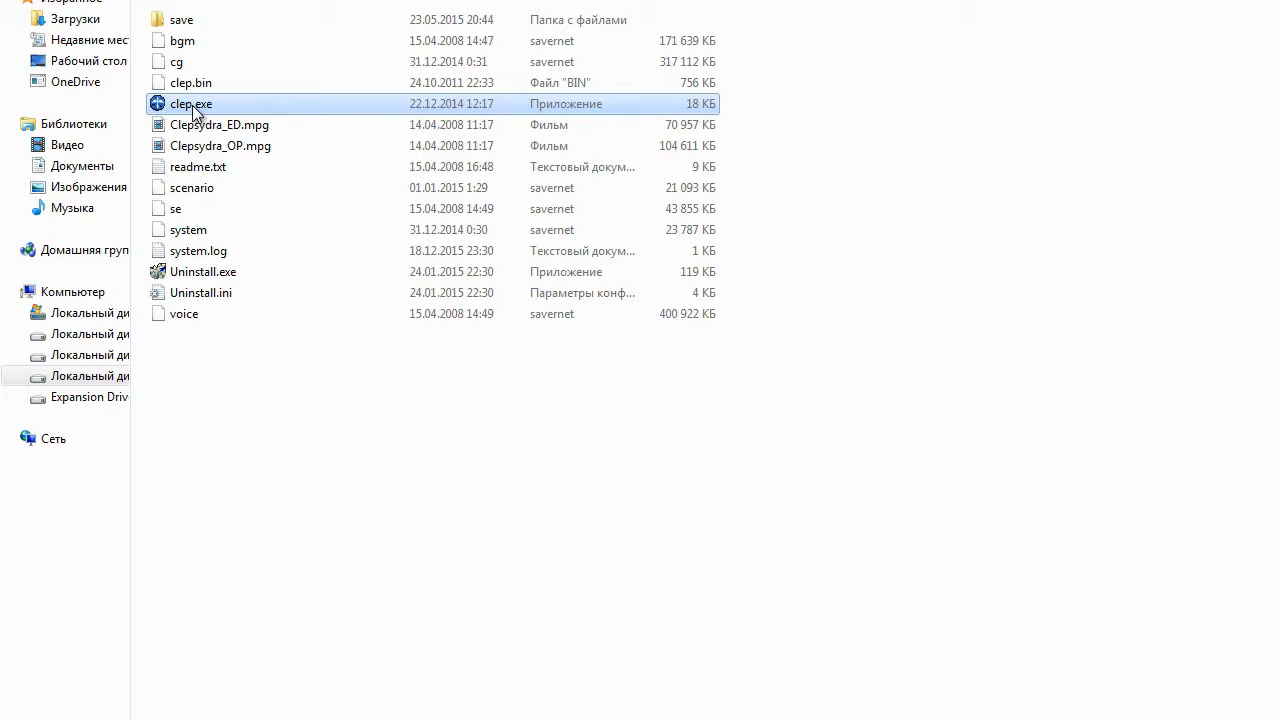 Избранное
Загрузки
Недавние мес
Рабочий стол
OneDrive
Библиотеки
Видео
Документы
Изображения
Музыка
Домашняя груп
Компьютер
Локальный ди
Локальный ди
Локальный ди
Локальный ди
Expansion Driv
Сеть
save 23.05.2015 20:44 Папка с файлами
bgm 15.04.2008 14:47 savernet 171 639 КБ
cg 31.12.2014 0:31 savernet 317 112 КБ
clep.bin 24.10.2011 22:33 Файл "BIN" 756 КБ
clep.exe 22.12.2014 12:17 Приложение 18 КБ
Clepsydra_ED.mpg 14.04.2008 11:17 Фильм 70 957 КБ
Clepsydra_OP.mpg 14.04.2008 11:17 Фильм 104 611 КБ
readme.txt 15.04.2008 16:48 Текстовый докум... 9 КБ
scenario 01.01.2015 1:29 savernet 21 093 КБ
se 15.04.2008 14:49 savernet 43 855 КБ
system 31.12.2014 0:30 savernet 23 787 КБ
system.log 18.12.2015 23:30 Текстовый докум... 1 КБ
Uninstall.exe 24.01.2015 22:30 Приложение 119 КБ
Uninstall.ini 24.01.2015 22:30 Параметры конф... 4 КБ
voice 15.04.2008 14:49 savernet 400 922 КБ